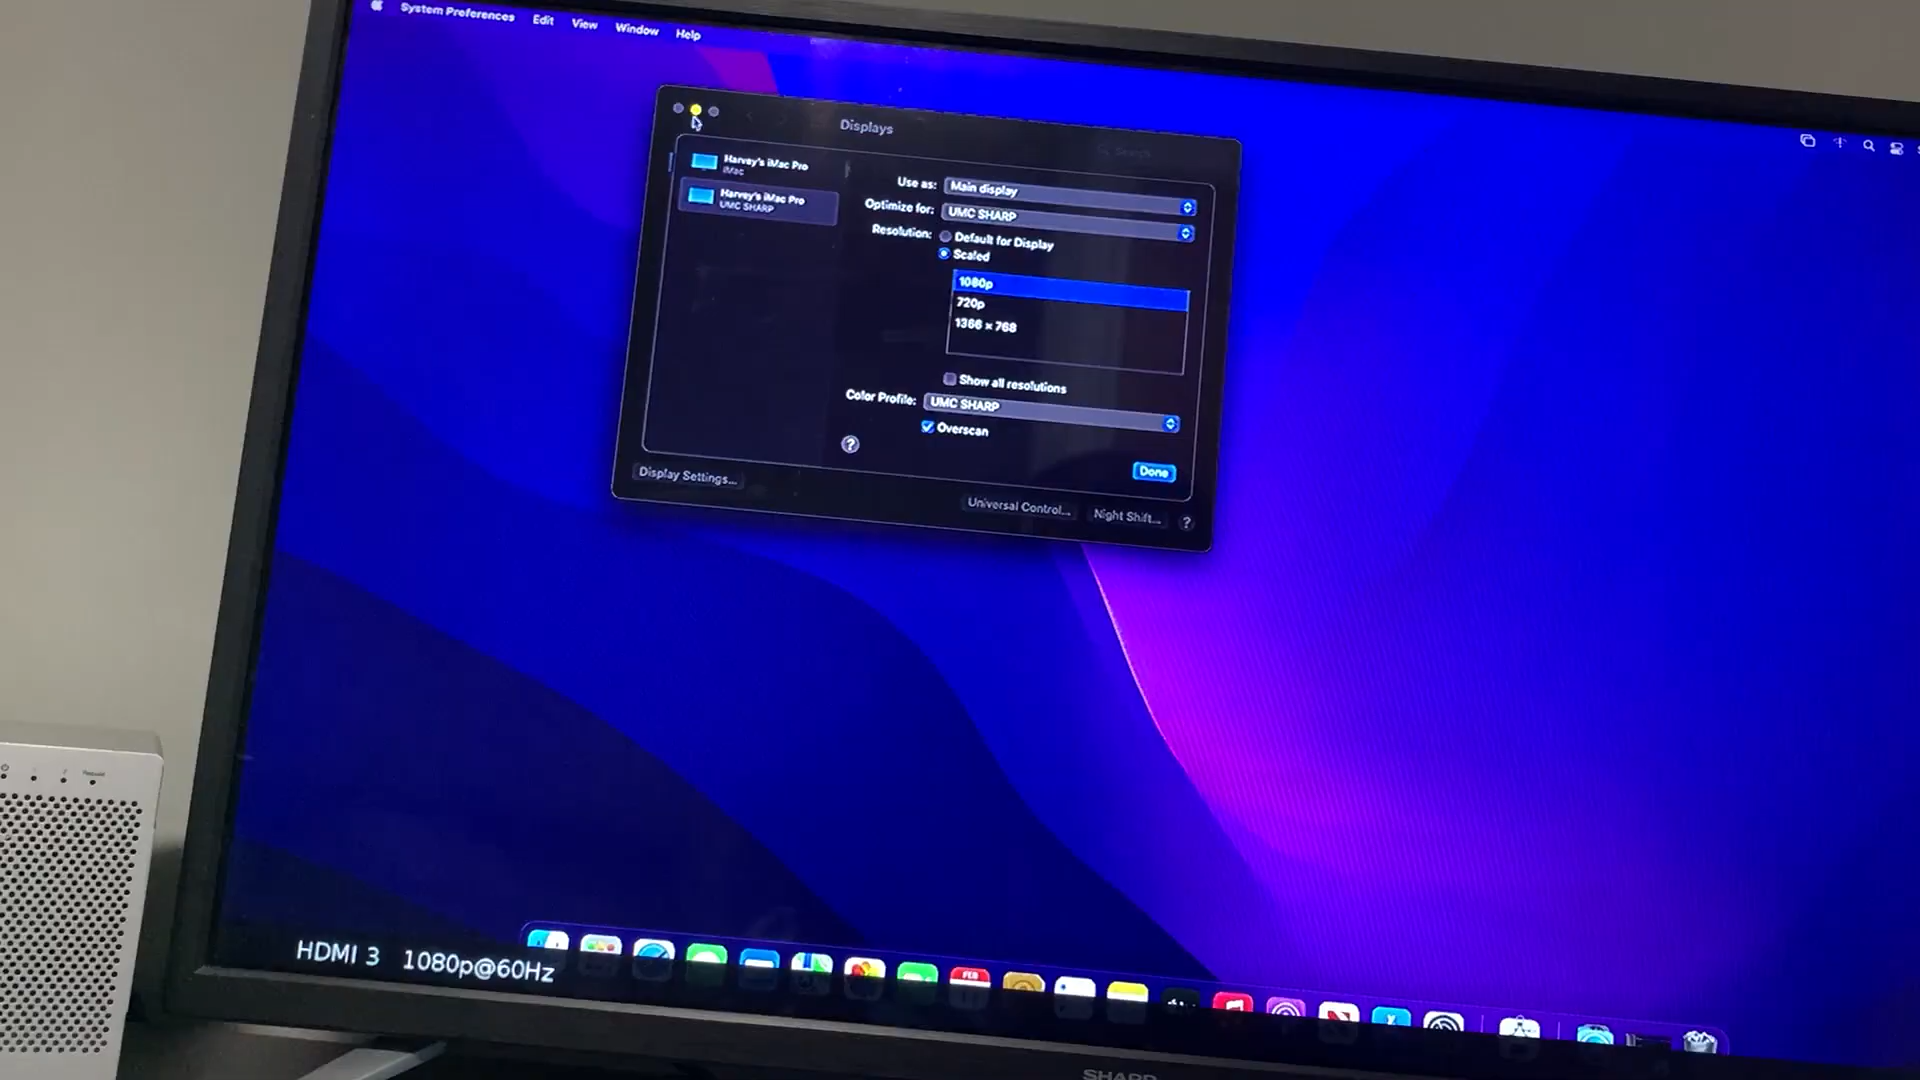 System Preferences Edit View Window Help
Displays
Search
Harvey's iMac Pro
iMac
Harvey's iMac Pro
UMC SHARP
Use as: Main display
Optimize for: UMC SHARP
Resolution: Default for Display
Scaled
1080p
720p
1366 × 768
Show all resolutions
Color Profile: UMC SHARP
Overscan
?
Done
Display Settings...
Universal Control...
Night Shift...
?
HDMI 3 1080p@60Hz
FEB
SHARP